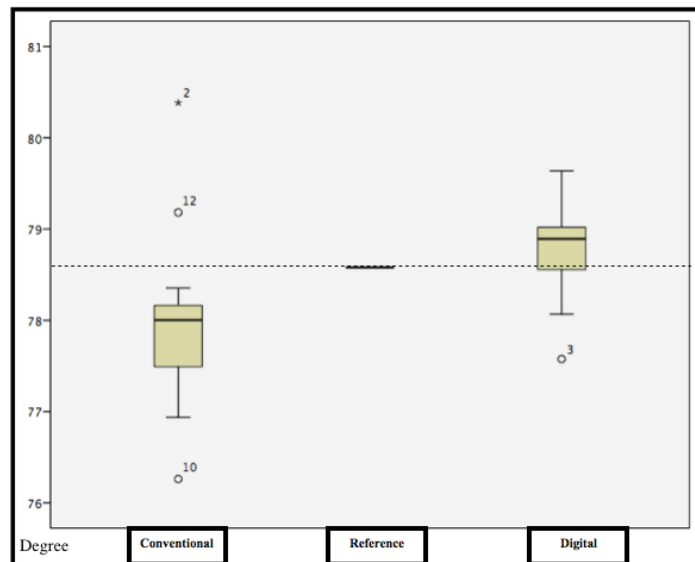 81
*2
80
12
79
78
3
77
10
76
Degree
Conventional
Reference
Digital